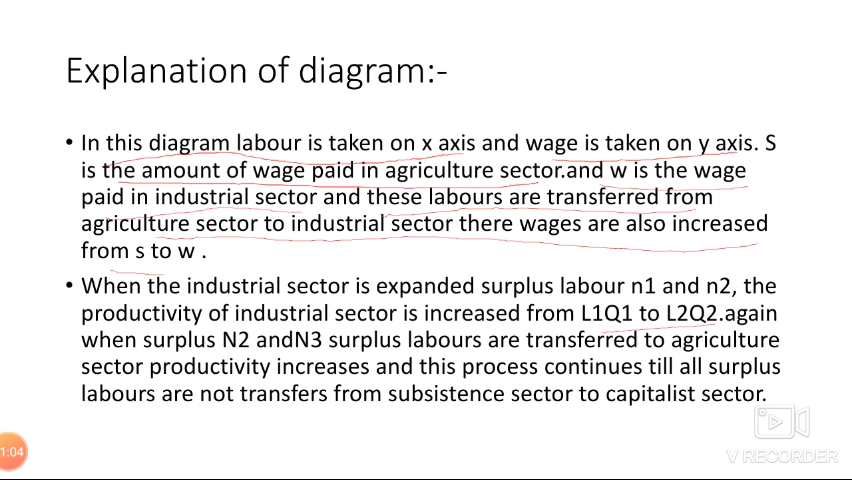 Explanation of diagram:-
• In this diagram labour is taken on x axis and wage is taken on y axis. S
is the amount of wage paid in agriculture sector.and w is the wage
paid in industrial sector and these labours are transferred from
agriculture sector to industrial sector there wages are also increased
from s to w .
• When the industrial sector is expanded surplus labour n1 and n2, the
productivity of industrial sector is increased from L1Q1 to L2Q2.again
when surplus N2 andN3 surplus labours are transferred to agriculture
sector productivity increases and this process continues till all surplus
labours are not transfers from subsistence sector to capitalist sector.
1:04
V RECORDER